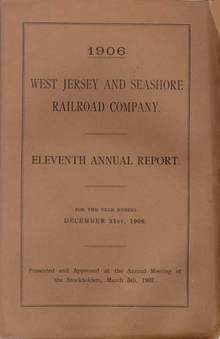 1906
WEST JERSEY AND SEASHORE
RAILROAD COMPANY.
ELEVENTH ANNUAL REPORT
FOR THE YEAR ENDING
DECEMBER 31ST, 1906.
Presented and Approved at the Annual Meeting of
the Stockholders, March 5th, 1907.